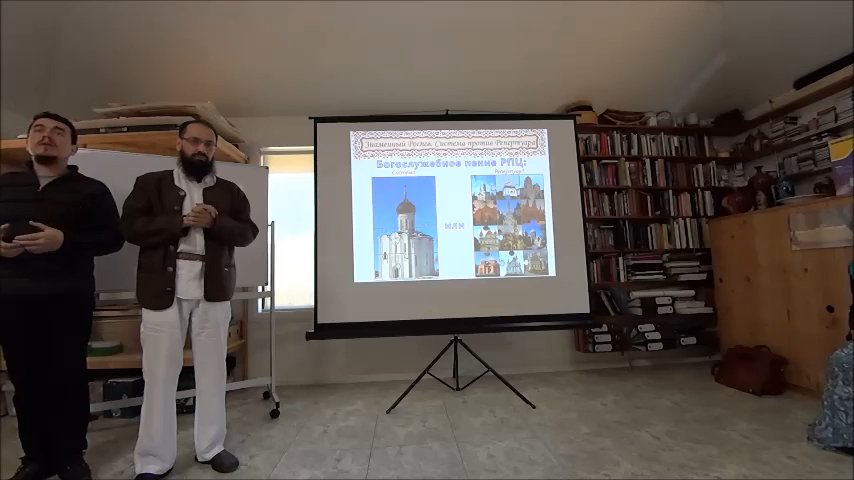 Знаменный Роспев. Система против Репертуара
Богослужебное пение РПЦ:
Система
Репертуар?
или